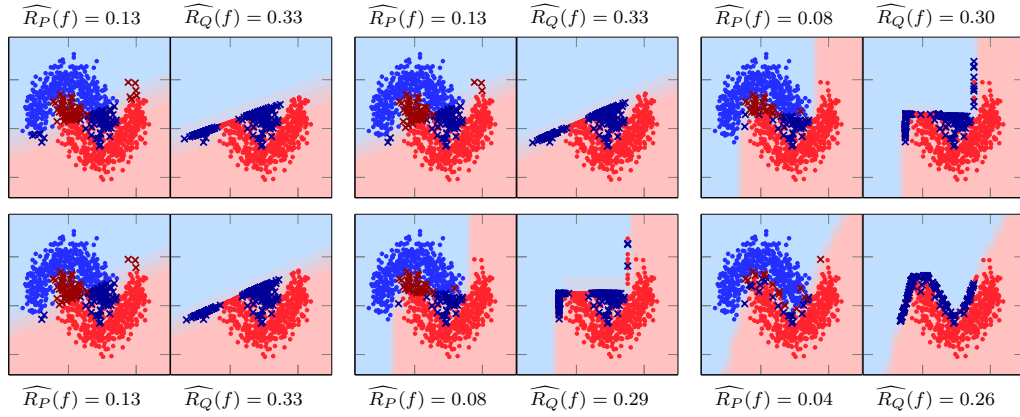 $\widehat{R_P}(f) = 0.13$ $\widehat{R_Q}(f) = 0.33$ $\widehat{R_P}(f) = 0.13$ $\widehat{R_Q}(f) = 0.33$ $\widehat{R_P}(f) = 0.08$ $\widehat{R_Q}(f) = 0.30$
$\widehat{R_P}(f) = 0.13$ $\widehat{R_Q}(f) = 0.33$ $\widehat{R_P}(f) = 0.08$ $\widehat{R_Q}(f) = 0.29$ $\widehat{R_P}(f) = 0.04$ $\widehat{R_Q}(f) = 0.26$